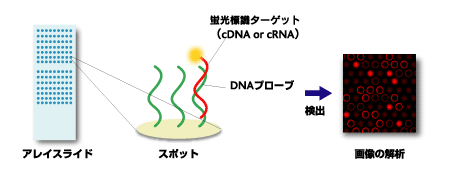 蛍光標識ターゲット
（cDNA or cRNA）
DNAプローブ
検出
アレイスライド
スポット
画像の解析